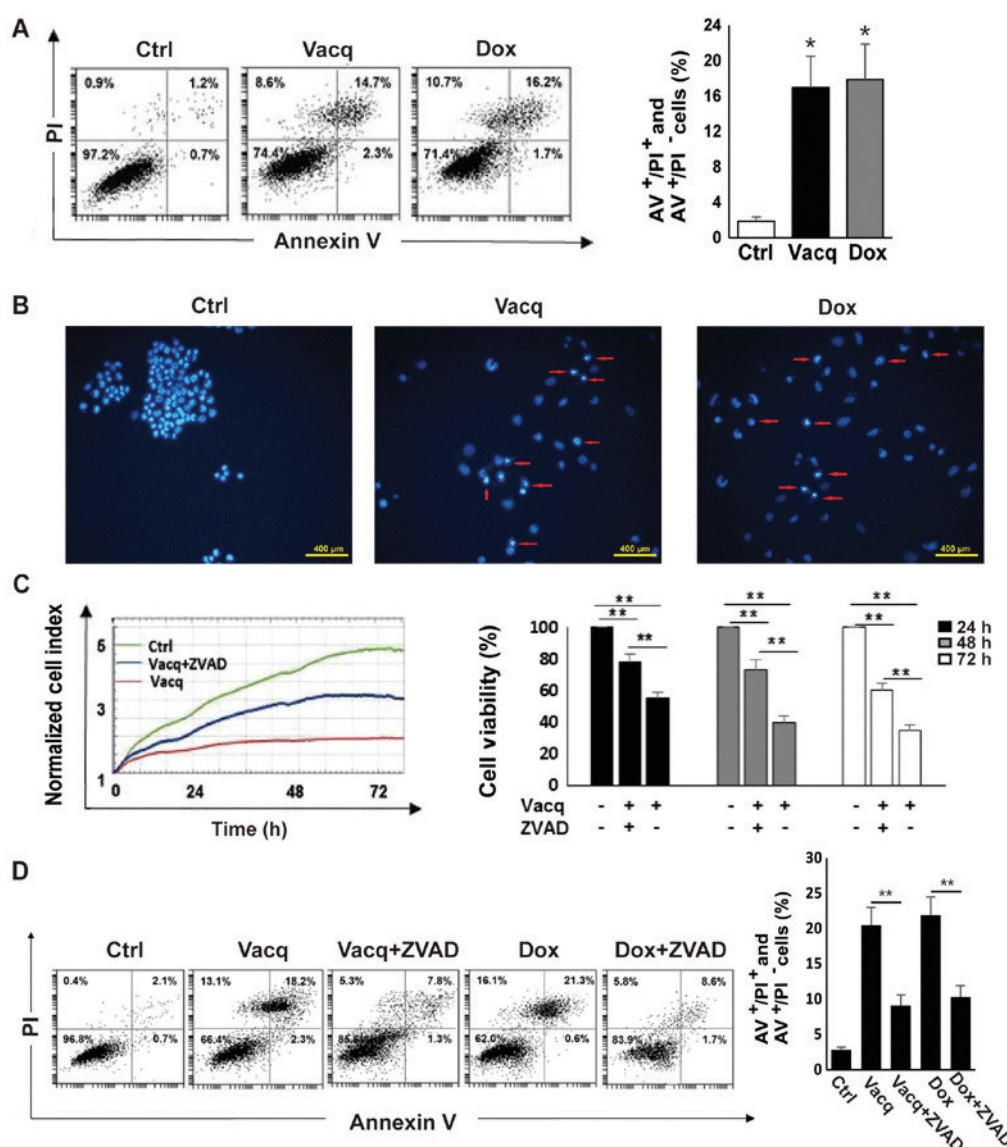 A
Ctrl
Vacq
Dox
0.9%
1.2%
97.2%
0.7%
8.6%
14.7%
74.4%
2.3%
10.7%
16.2%
71.4%
1.7%
PI
Annexin V
AV+/PI+ and
AV+/PI- cells (%)
24
20
16
12
8
4
0
*
*
Ctrl
Vacq
Dox
B
Ctrl
Vacq
Dox
400 µm
400 µm
400 µm
C
Normalized cell index
5
3
1
Ctrl
Vacq+ZVAD
Vacq
0
24
48
72
Time (h)
Cell viability (%)
100
80
60
40
20
0
**
**
**
**
**
**
**
**
**
24 h
48 h
72 h
Vacq - + + - + + - + +
ZVAD - + - - + - - + -
D
Ctrl
Vacq
Vacq+ZVAD
Dox
Dox+ZVAD
0.4%
2.1%
96.8%
0.7%
13.1%
18.2%
66.4%
2.3%
5.3%
7.8%
1.3%
16.1%
21.3%
62.0%
0.6%
5.8%
8.6%
83.9%
1.7%
PI
Annexin V
AV+/PI+ and
AV+/PI- cells (%)
30
25
20
15
10
5
0
**
**
Ctrl
Vacq
Vacq+ZVAD
Dox
Dox+ZVAD